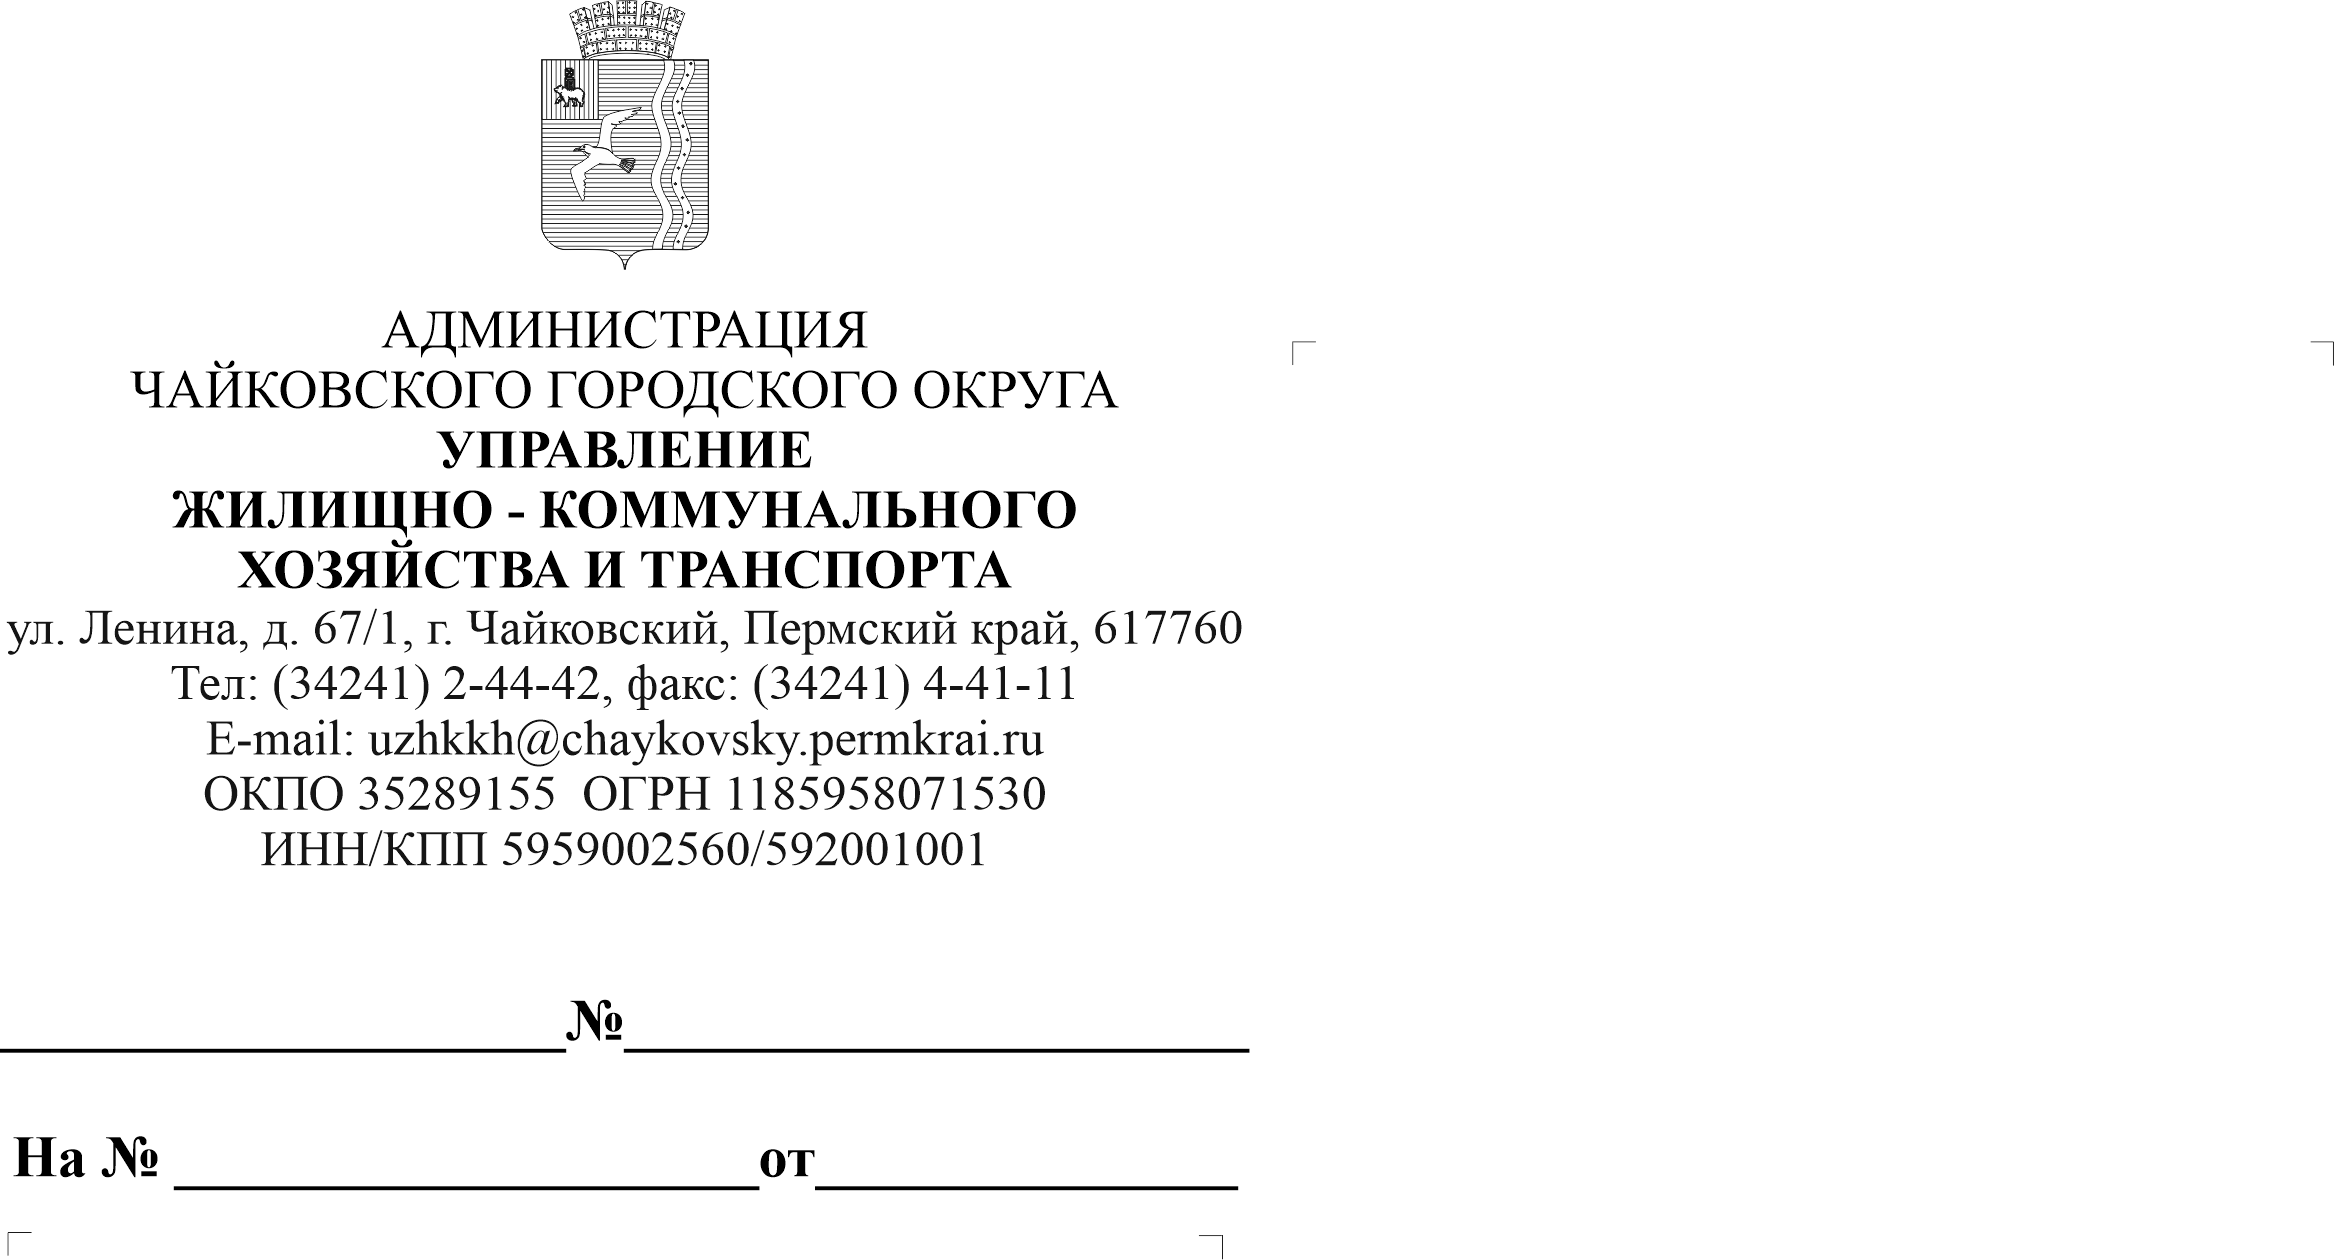 АДМИНИСТРАЦИЯ
ЧАЙКОВСКОГО ГОРОДСКОГО ОКРУГА
УПРАВЛЕНИЕ
ЖИЛИЩНО - КОММУНАЛЬНОГО
ХОЗЯЙСТВА И ТРАНСПОРТА
ул. Ленина, д. 67/1, г. Чайковский, Пермский край, 617760
Тел: (34241) 2-44-42, факс: (34241) 4-41-11
E-mail: uzhkkh@chaykovsky.permkrai.ru
ОКПО 35289155 ОГРН 1185958071530
ИНН/КПП 5959002560/592001001
№
На № от